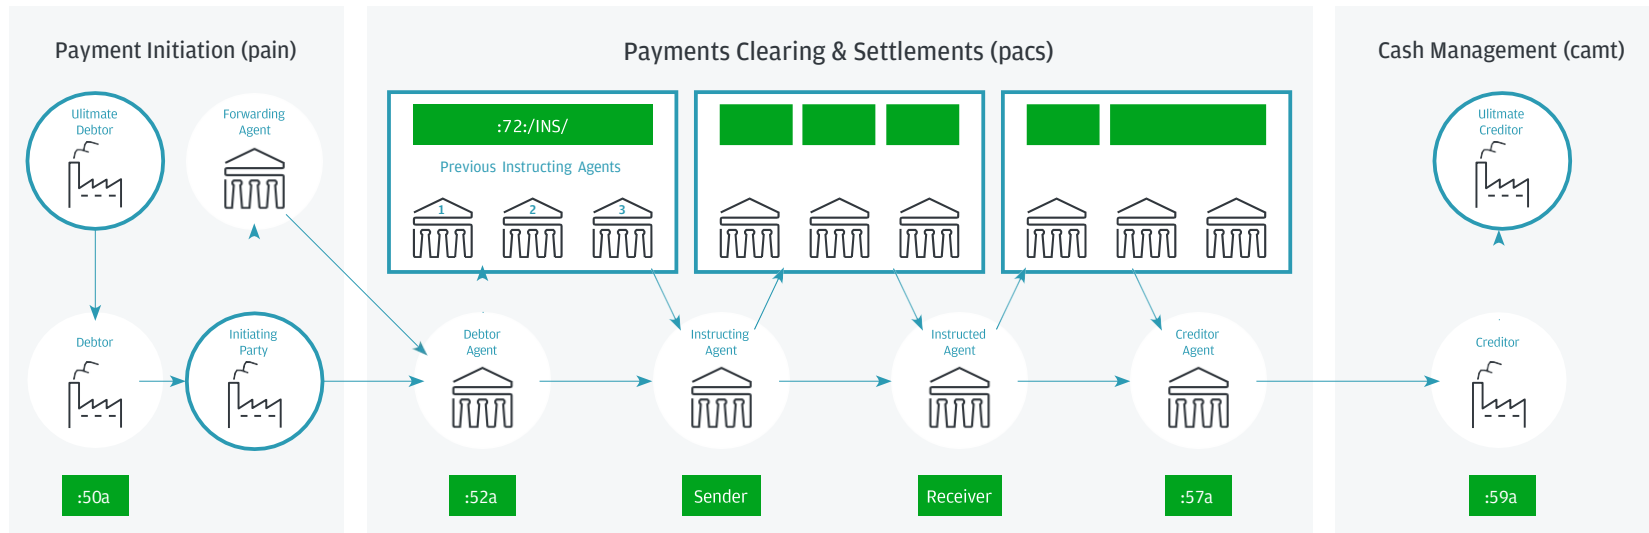 Payment Initiation (pain)
Payments Clearing & Settlements (pacs)
Cash Management (camt)
Ulitmate
Debtor
Forwarding
Agent
:72:/INS/
Previous Instructing Agents
1
2
3
Ulitmate
Creditor
Debtor
Initiating
Party
Debtor
Agent
Instructing
Agent
Instructed
Agent
Creditor
Agent
Creditor
:50a
:52a
Sender
Receiver
:57a
:59a